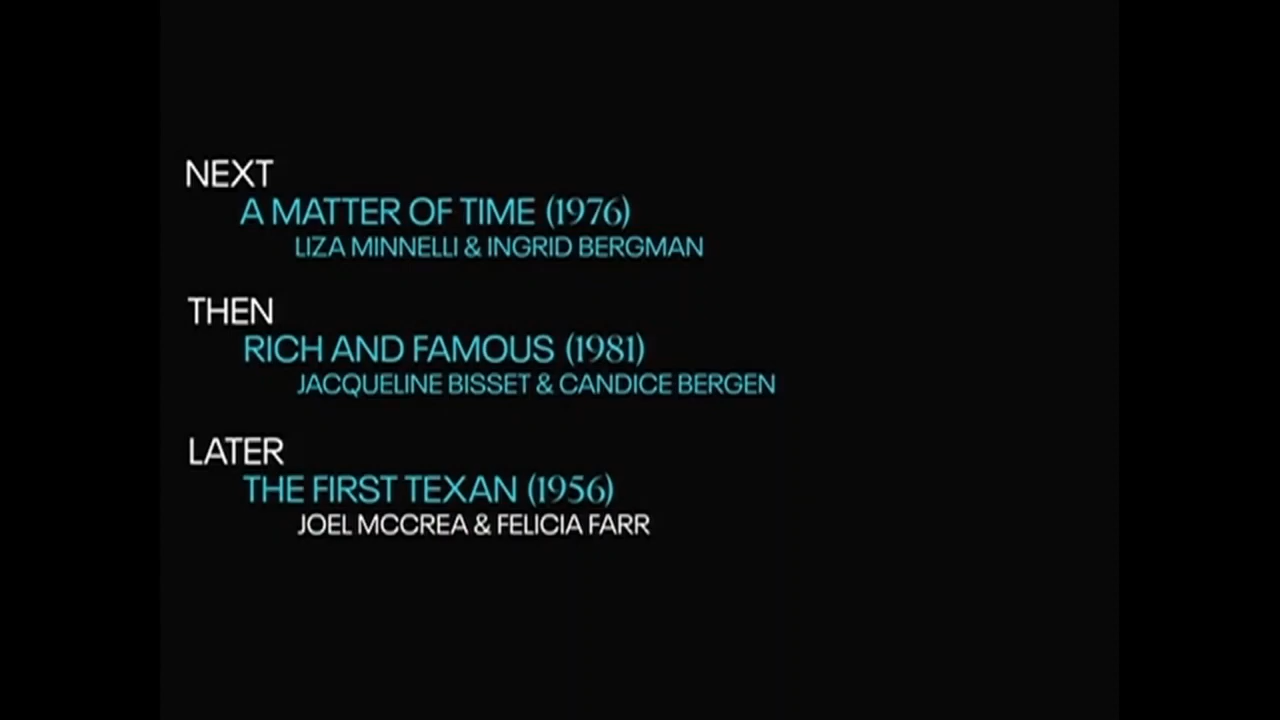 NEXT
A MATTER OF TIME (1976)
LIZA MINNELLI & INGRID BERGMAN
THEN
RICH AND FAMOUS (1981)
JACQUELINE BISSET & CANDICE BERGEN
LATER
THE FIRST TEXAN (1956)
JOEL MCCREA & FELICIA FARR